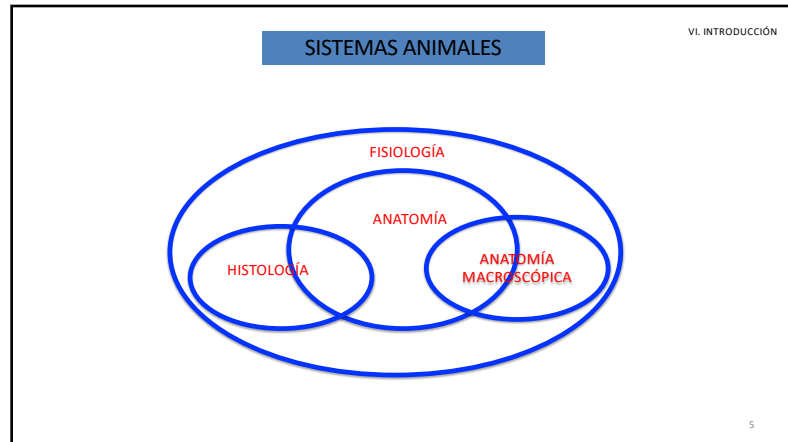 VI. INTRODUCCIÓN
SISTEMAS ANIMALES
FISIOLOGÍA
ANATOMÍA
HISTOLOGÍA
ANATOMÍA
MACROSCÓPICA
5